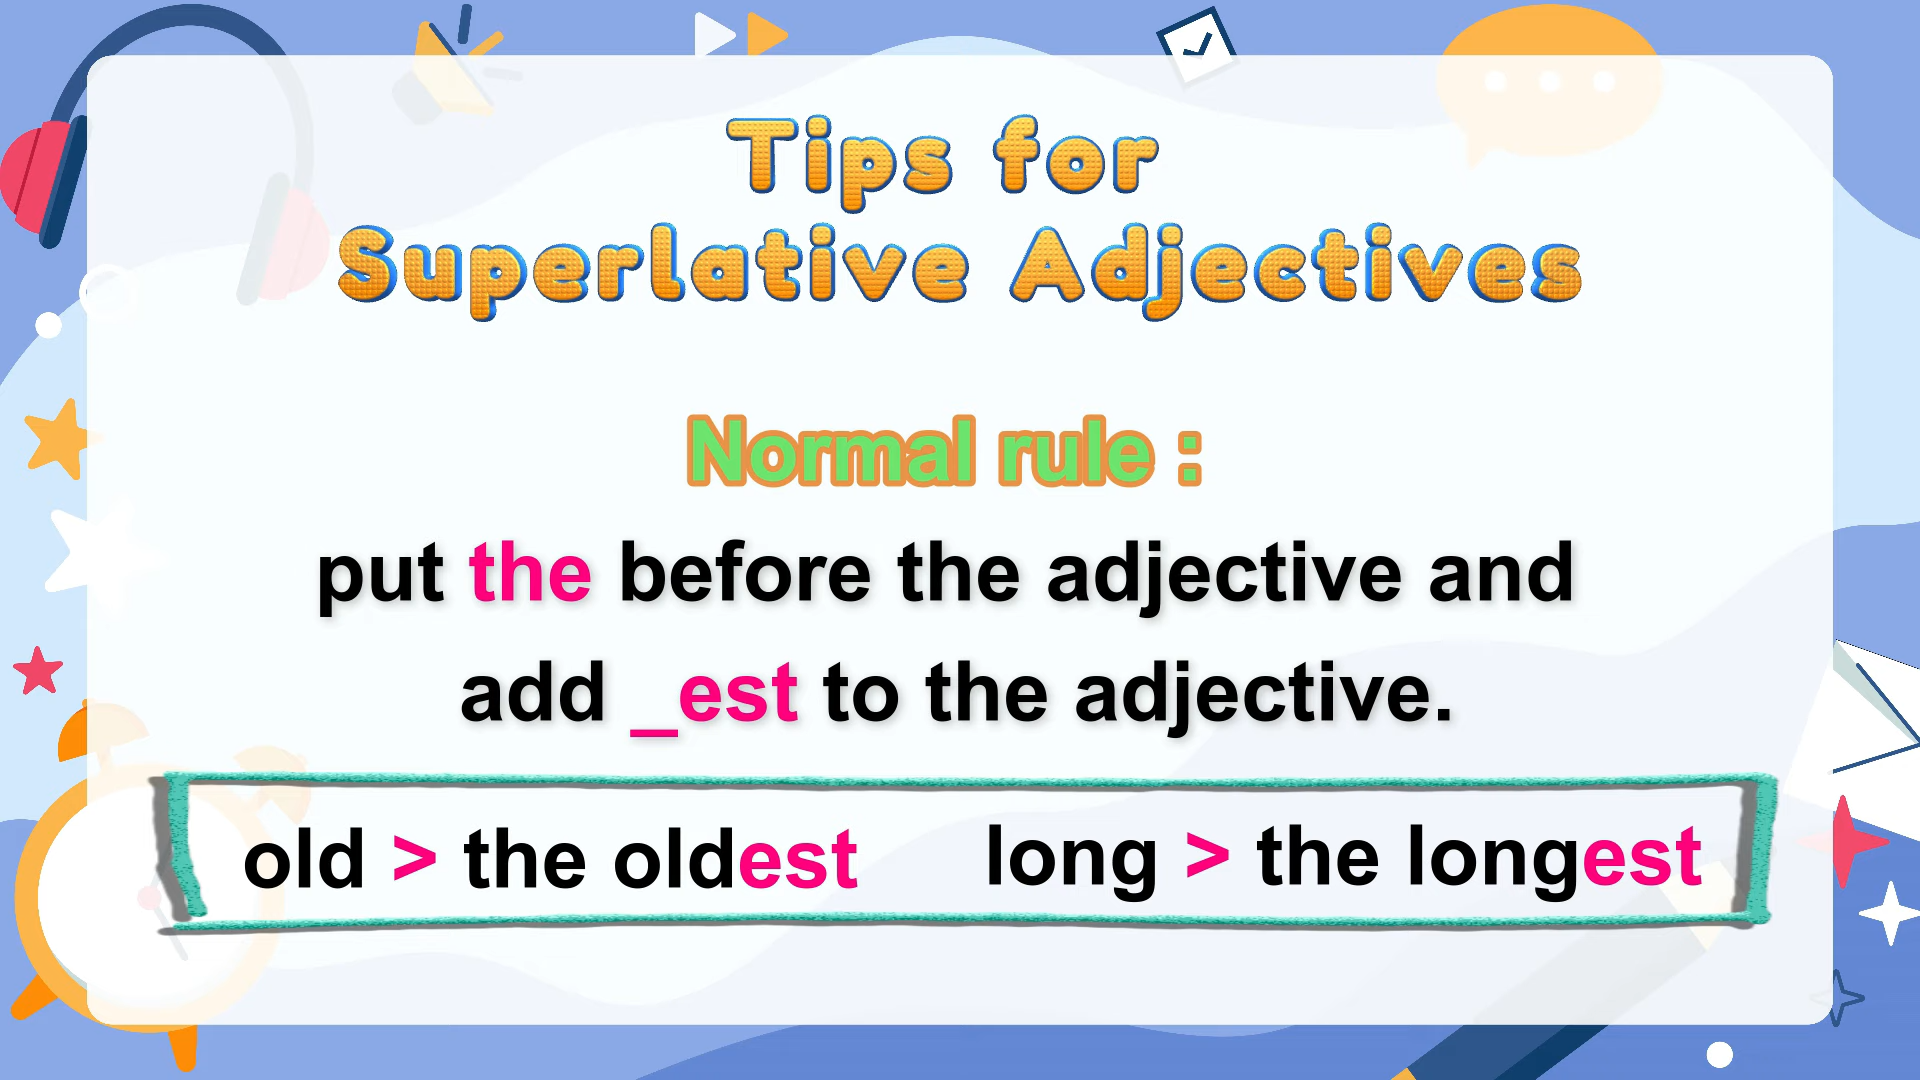 Tips for
Superlative Adjectives
Normal rule :
put the before the adjective and
add _est to the adjective.
old > the oldest long > the longest